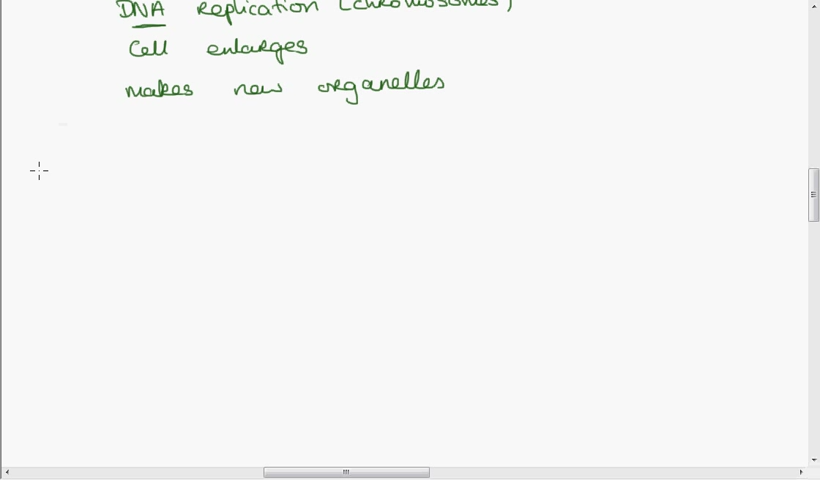 DNA Replication (chromosomes)
Cell enlarges
makes new organelles